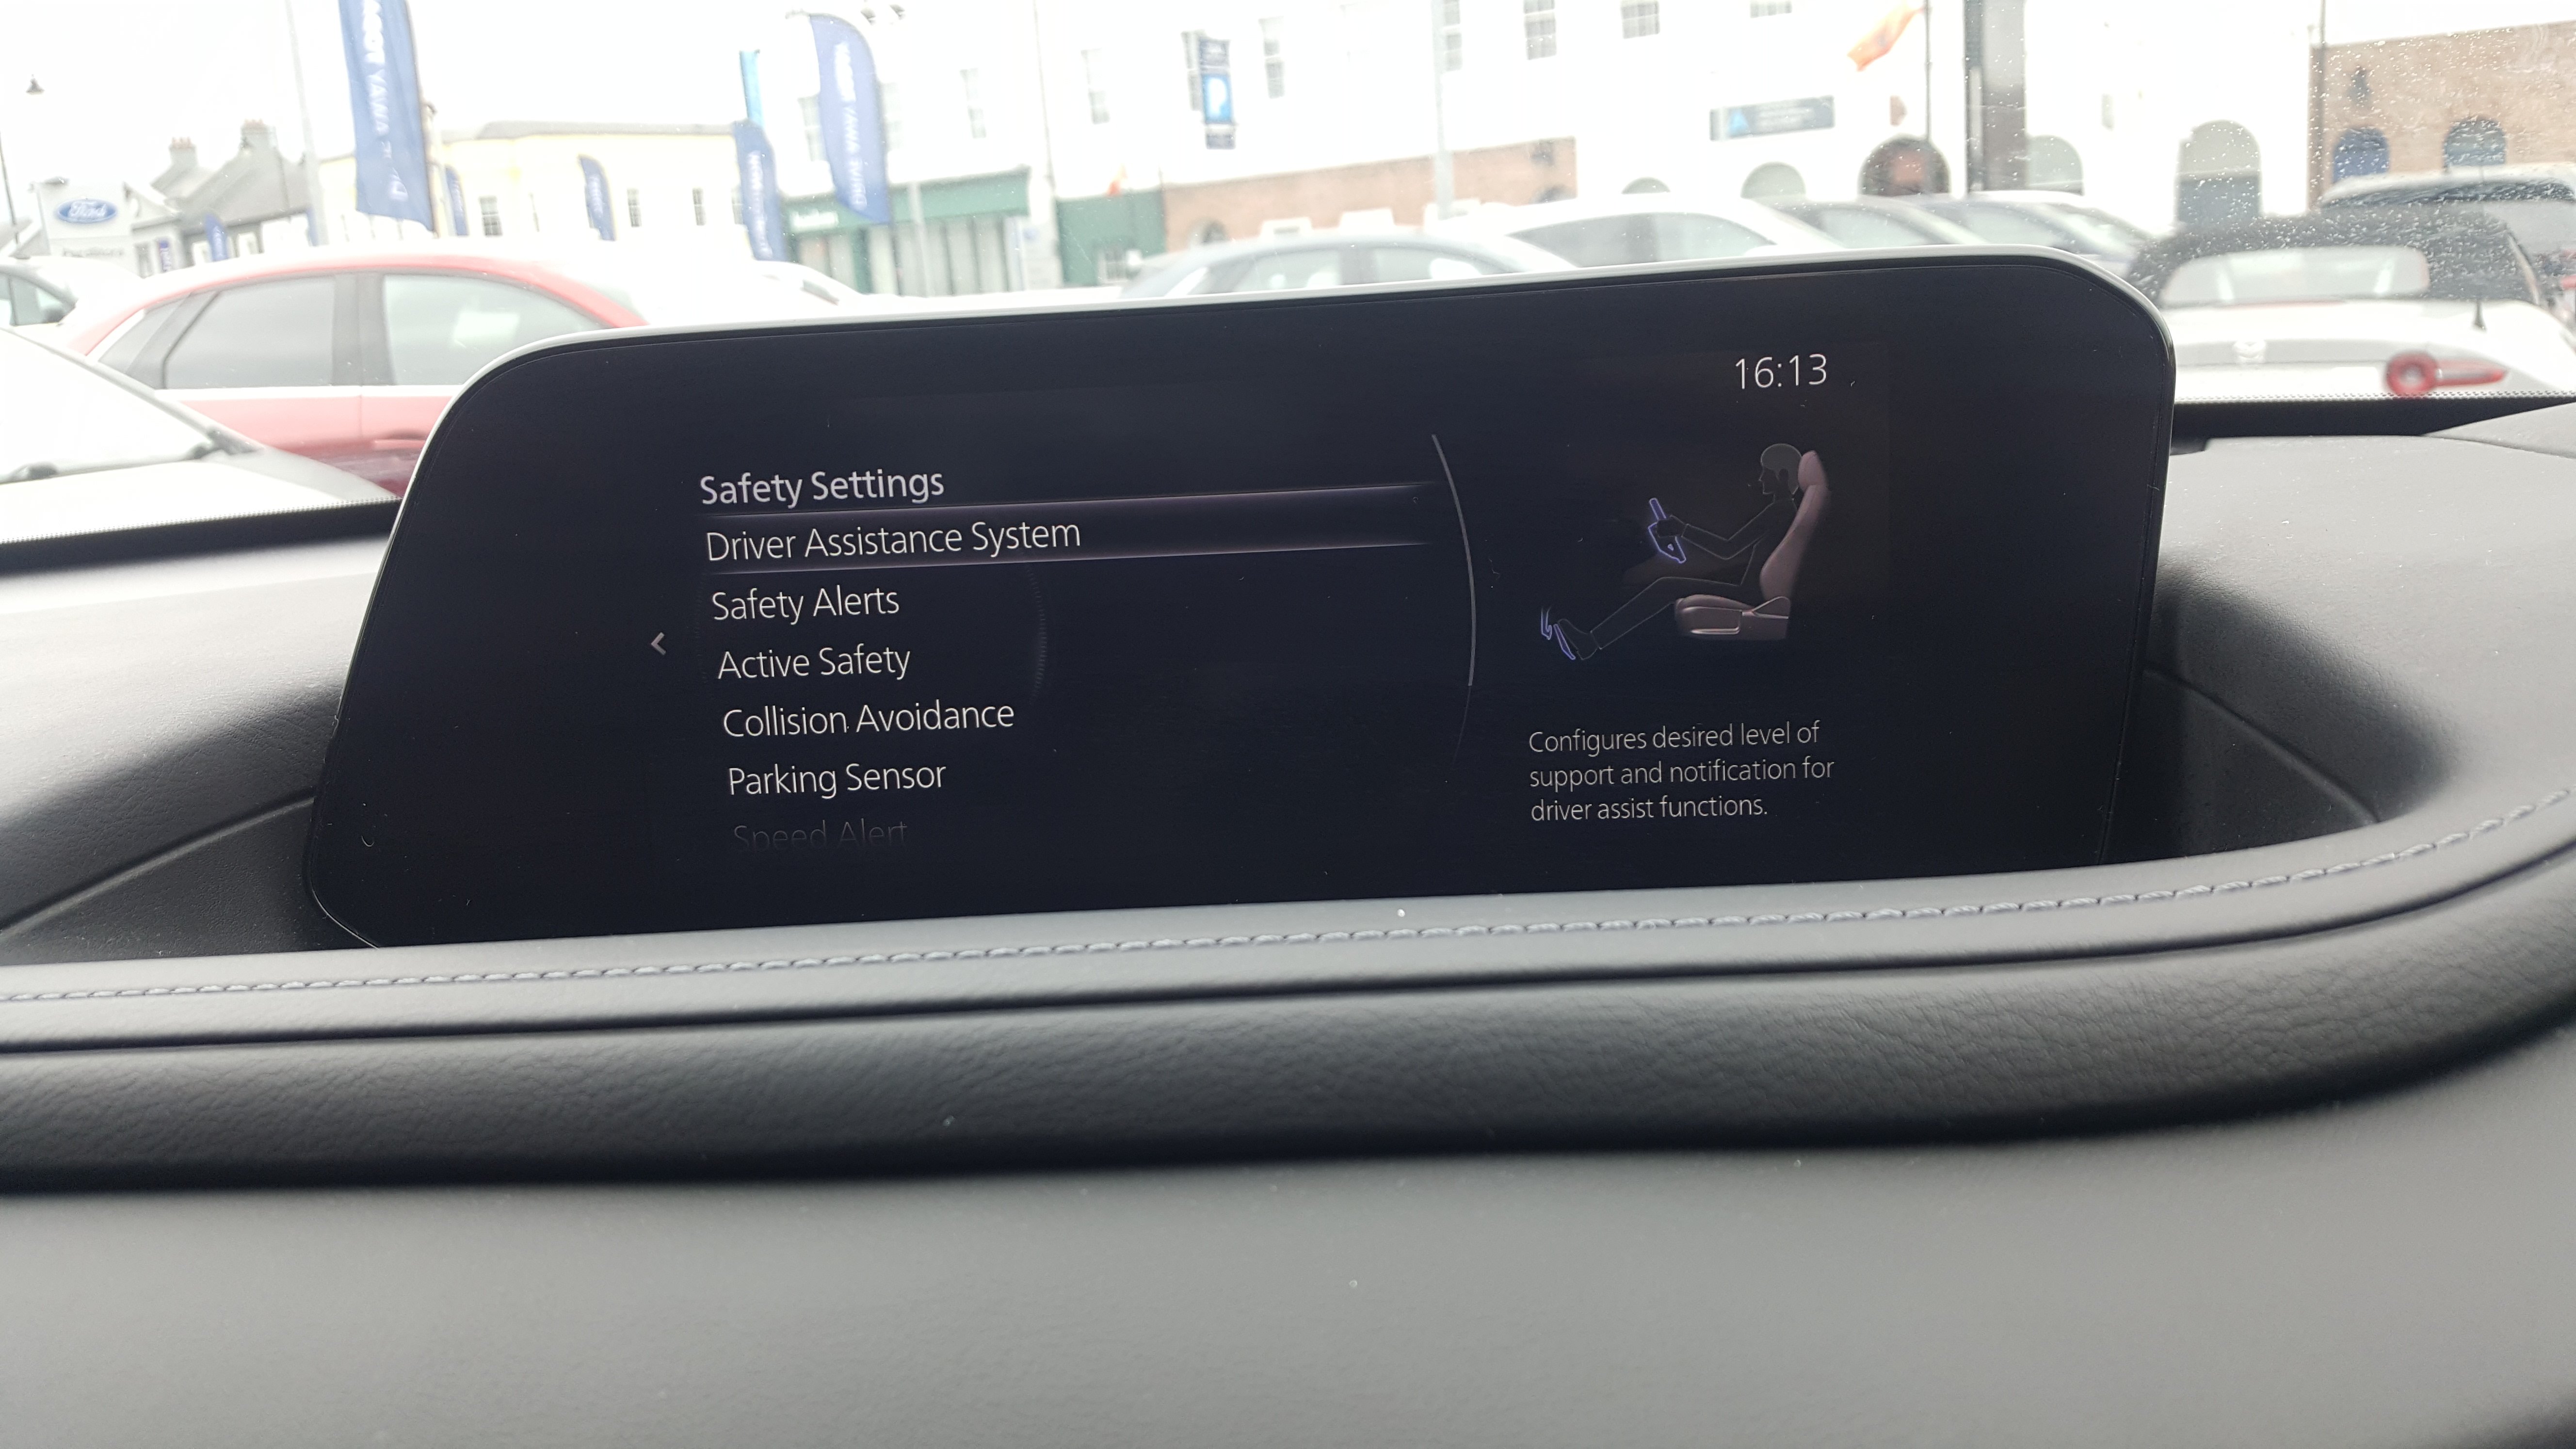 Ford
16:13
Safety Settings
Driver Assistance System
Safety Alerts
Active Safety
Collision Avoidance
Parking Sensor
Speed Alert
Configures desired level of
support and notification for
driver assist functions.